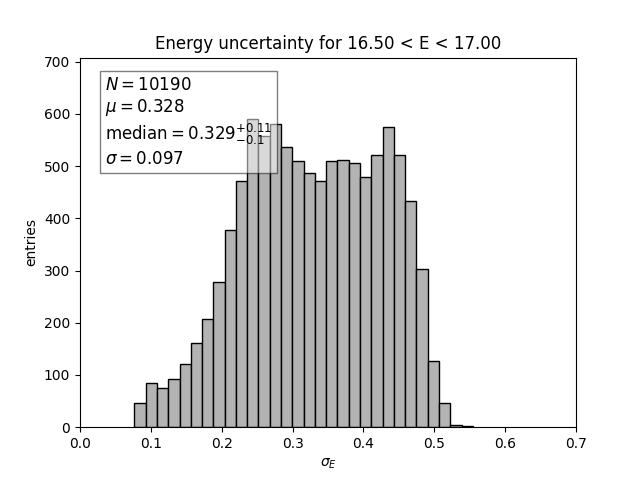 Energy uncertainty for 16.50 < E < 17.00
700
600
500
400
300
200
100
0
entries
N = 10190
μ = 0.328
median = 0.329 +0.11 −0.1
σ = 0.097
0.0 0.1 0.2 0.3 0.4 0.5 0.6 0.7
σE